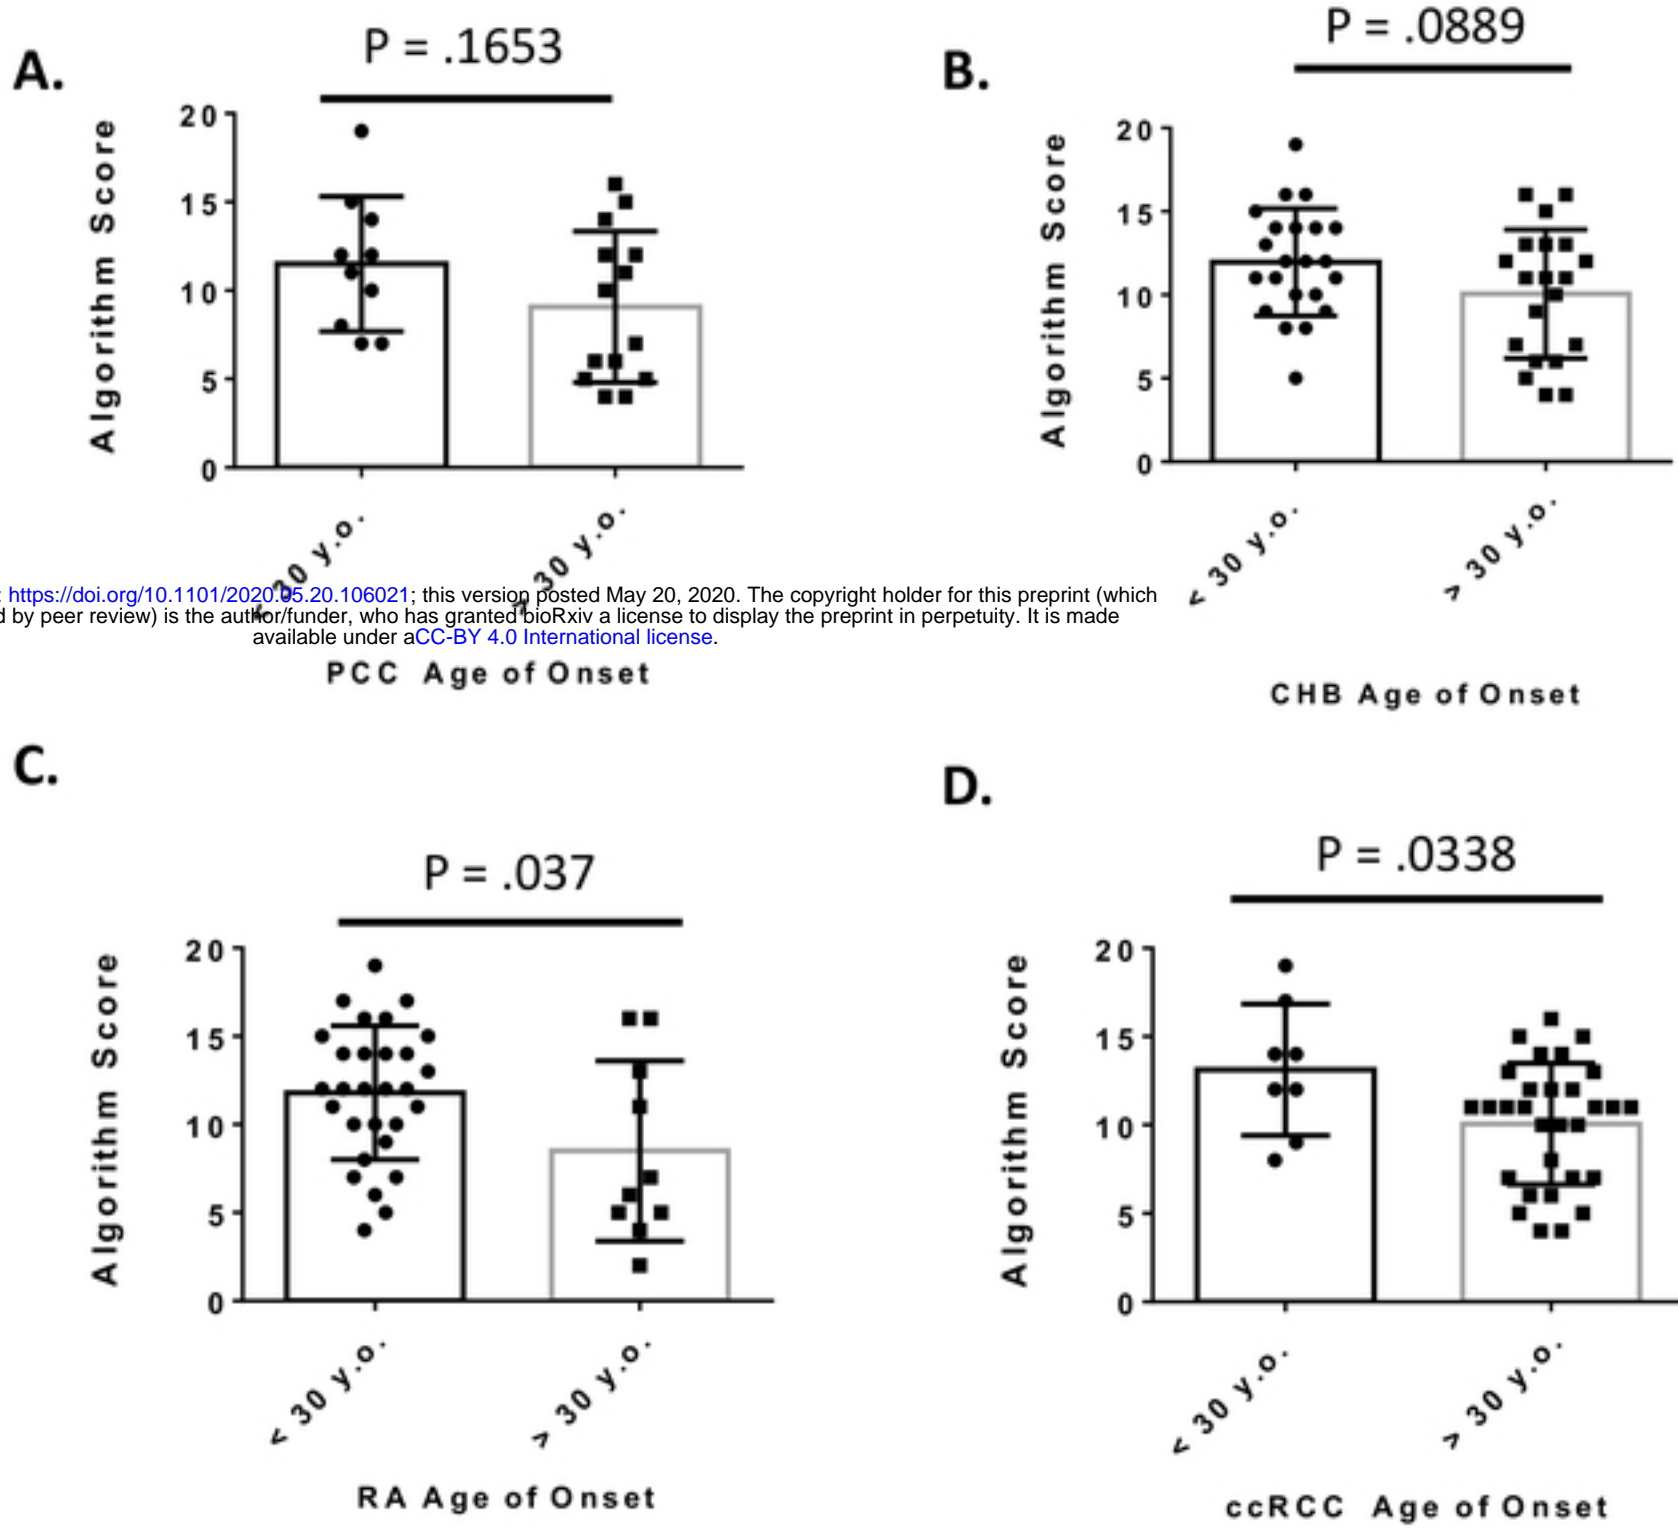 A.
P = .1653
Algorithm Score
20
15
10
5
0
< 30 y.o.
> 30 y.o.
PCC Age of Onset
B.
P = .0889
Algorithm Score
20
15
10
5
0
< 30 y.o.
> 30 y.o.
CHB Age of Onset
: https://doi.org/10.1101/2020.05.20.106021; this version posted May 20, 2020. The copyright holder for this preprint (which
d by peer review) is the author/funder, who has granted bioRxiv a license to display the preprint in perpetuity. It is made
available under aCC-BY 4.0 International license.
C.
P = .037
Algorithm Score
20
15
10
5
0
< 30 y.o.
> 30 y.o.
RA Age of Onset
D.
P = .0338
Algorithm Score
20
15
10
5
0
< 30 y.o.
> 30 y.o.
ccRCC Age of Onset